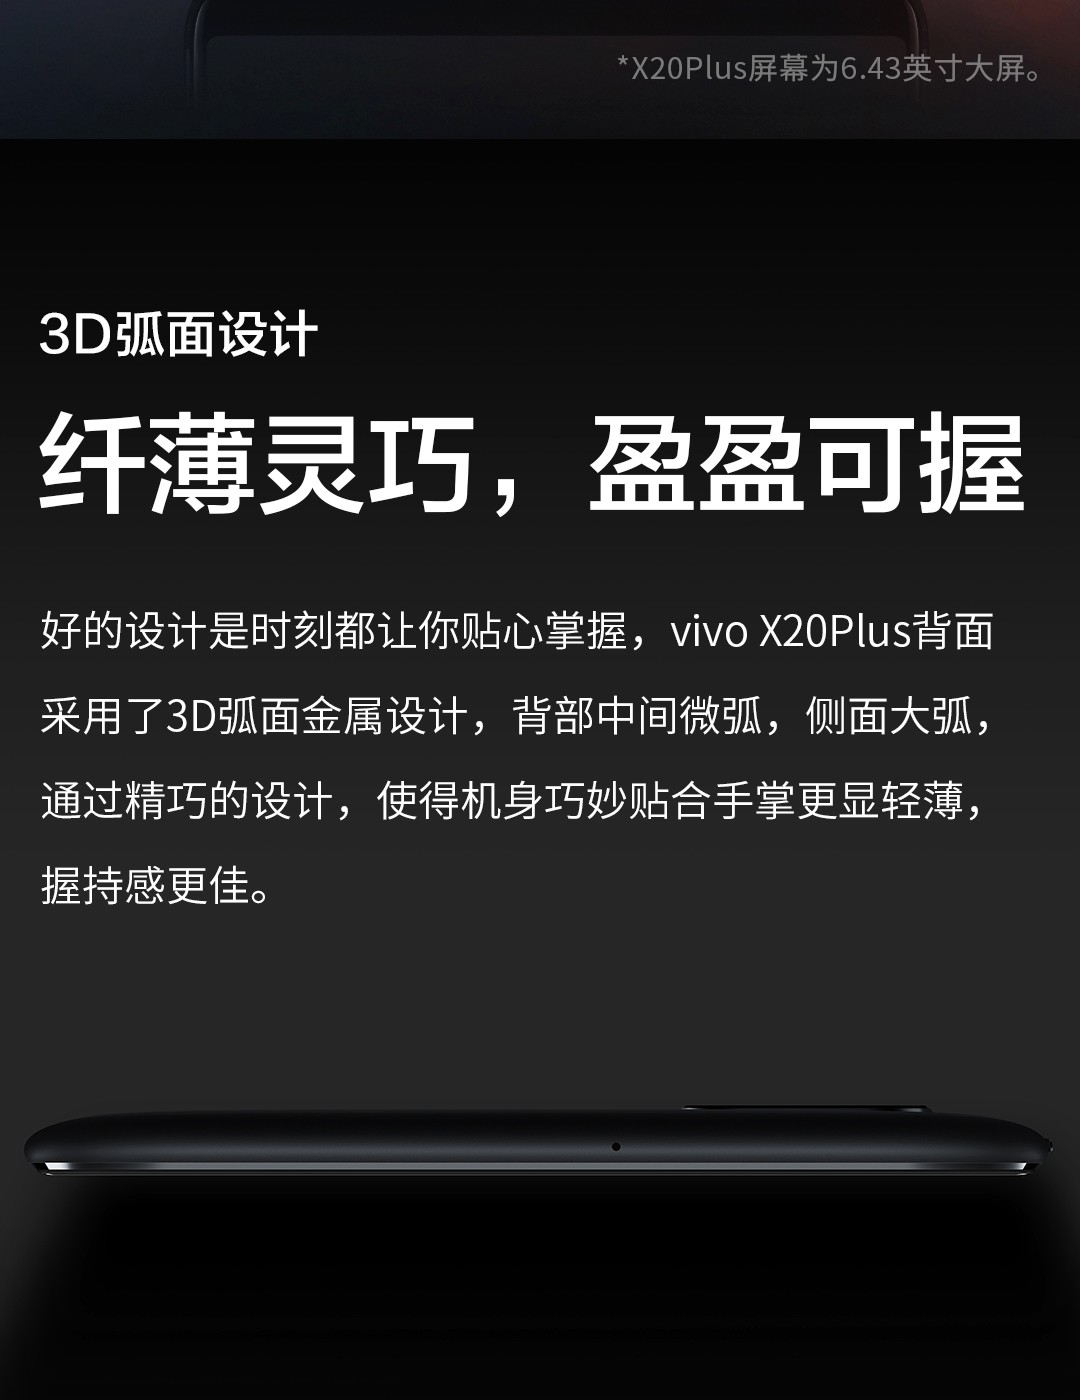 *X20Plus屏幕为6.43英寸大屏。
3D弧面设计
纤薄灵巧，盈盈可握
好的设计是时刻都让你贴心掌握，vivo X20Plus背面
采用了3D弧面金属设计，背部中间微弧，侧面大弧，
通过精巧的设计，使得机身巧妙贴合手掌更显轻薄，
握持感更佳。